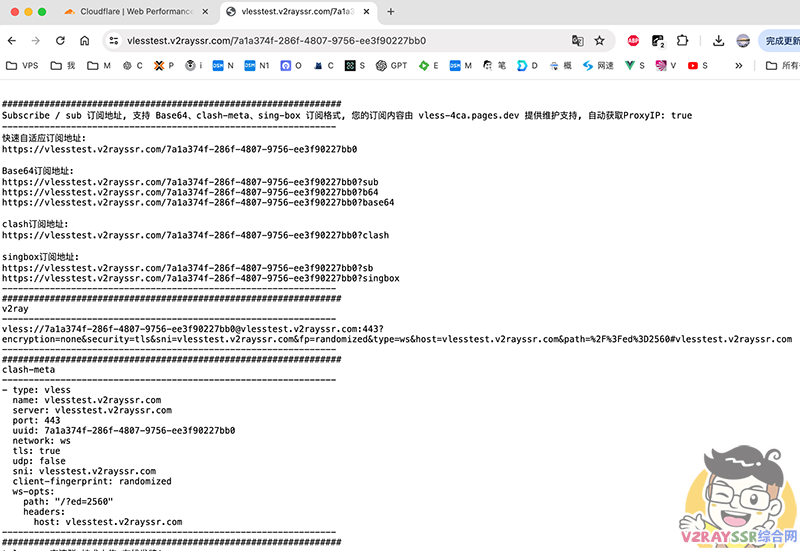 Cloudflare | Web Performance
vlesstest.v2rayssr.com/7a1a3
vlesstest.v2rayssr.com/7a1a374f-286f-4807-9756-ee3f90227bb0
ABP
2
完成更新
VPS
我
M
C
P
i
DSM N
DSM N1
O
C
S
GPT
E
DSM M
笔
D
概
网速
S
V
S
»
所有
################################################################
Subscribe / sub 订阅地址, 支持 Base64、clash-meta、sing-box 订阅格式, 您的订阅内容由 vless-4ca.pages.dev 提供维护支持, 自动获取ProxyIP: true
---------------------------------------------------------------
快速自适应订阅地址:
https://vlesstest.v2rayssr.com/7a1a374f-286f-4807-9756-ee3f90227bb0
Base64订阅地址:
https://vlesstest.v2rayssr.com/7a1a374f-286f-4807-9756-ee3f90227bb0?sub
https://vlesstest.v2rayssr.com/7a1a374f-286f-4807-9756-ee3f90227bb0?b64
https://vlesstest.v2rayssr.com/7a1a374f-286f-4807-9756-ee3f90227bb0?base64
clash订阅地址:
https://vlesstest.v2rayssr.com/7a1a374f-286f-4807-9756-ee3f90227bb0?clash
singbox订阅地址:
https://vlesstest.v2rayssr.com/7a1a374f-286f-4807-9756-ee3f90227bb0?sb
https://vlesstest.v2rayssr.com/7a1a374f-286f-4807-9756-ee3f90227bb0?singbox
---------------------------------------------------------------
################################################################
v2ray
---------------------------------------------------------------
vless://7a1a374f-286f-4807-9756-ee3f90227bb0@vlesstest.v2rayssr.com:443?
encryption=none&security=tls&sni=vlesstest.v2rayssr.com&fp=randomized&type=ws&host=vlesstest.v2rayssr.com&path=%2F%3Fed%3D2560#vlesstest.v2rayssr.com
---------------------------------------------------------------
################################################################
clash-meta
---------------------------------------------------------------
- type: vless
name: vlesstest.v2rayssr.com
server: vlesstest.v2rayssr.com
port: 443
uuid: 7a1a374f-286f-4807-9756-ee3f90227bb0
network: ws
tls: true
udp: false
sni: vlesstest.v2rayssr.com
client-fingerprint: randomized
ws-opts:
path: "/?ed=2560"
headers:
host: vlesstest.v2rayssr.com
---------------------------------------------------------------
################################################################
V2RAYSSR综合网